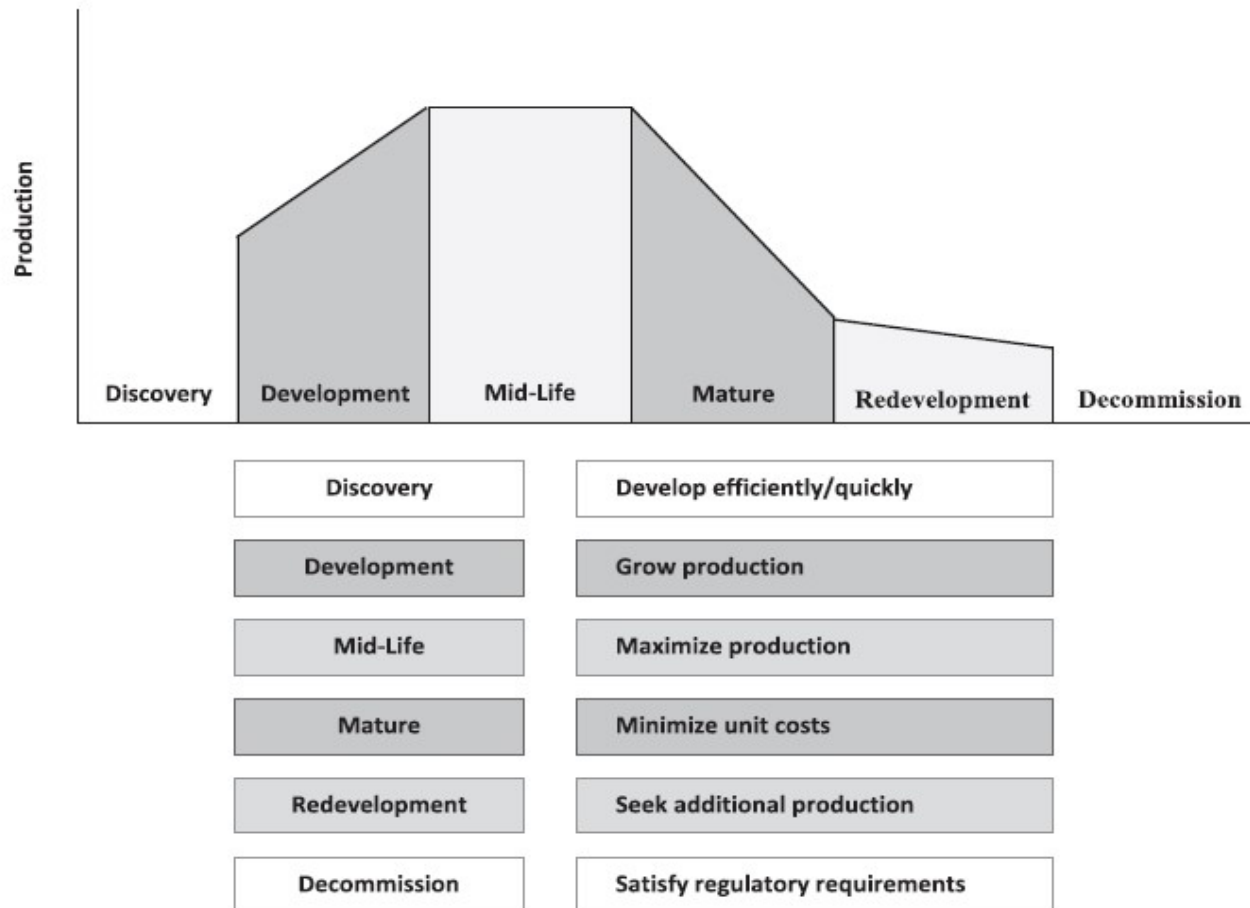 Production
Discovery
Development
Mid-Life
Mature
Redevelopment
Decommission
Discovery
Develop efficiently/quickly
Development
Grow production
Mid-Life
Maximize production
Mature
Minimize unit costs
Redevelopment
Seek additional production
Decommission
Satisfy regulatory requirements